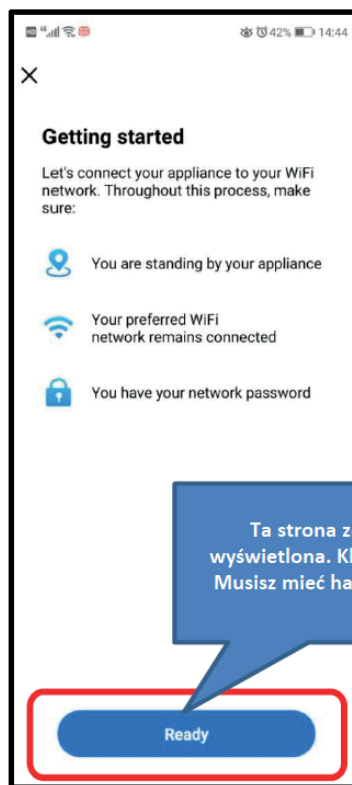 42% 14:44
Getting started
Let's connect your appliance to your WiFi
network. Throughout this process, make
sure:
You are standing by your appliance
Your preferred WiFi
network remains connected
You have your network password
Ta strona
wyświetlona.
Musisz mieć
Ready